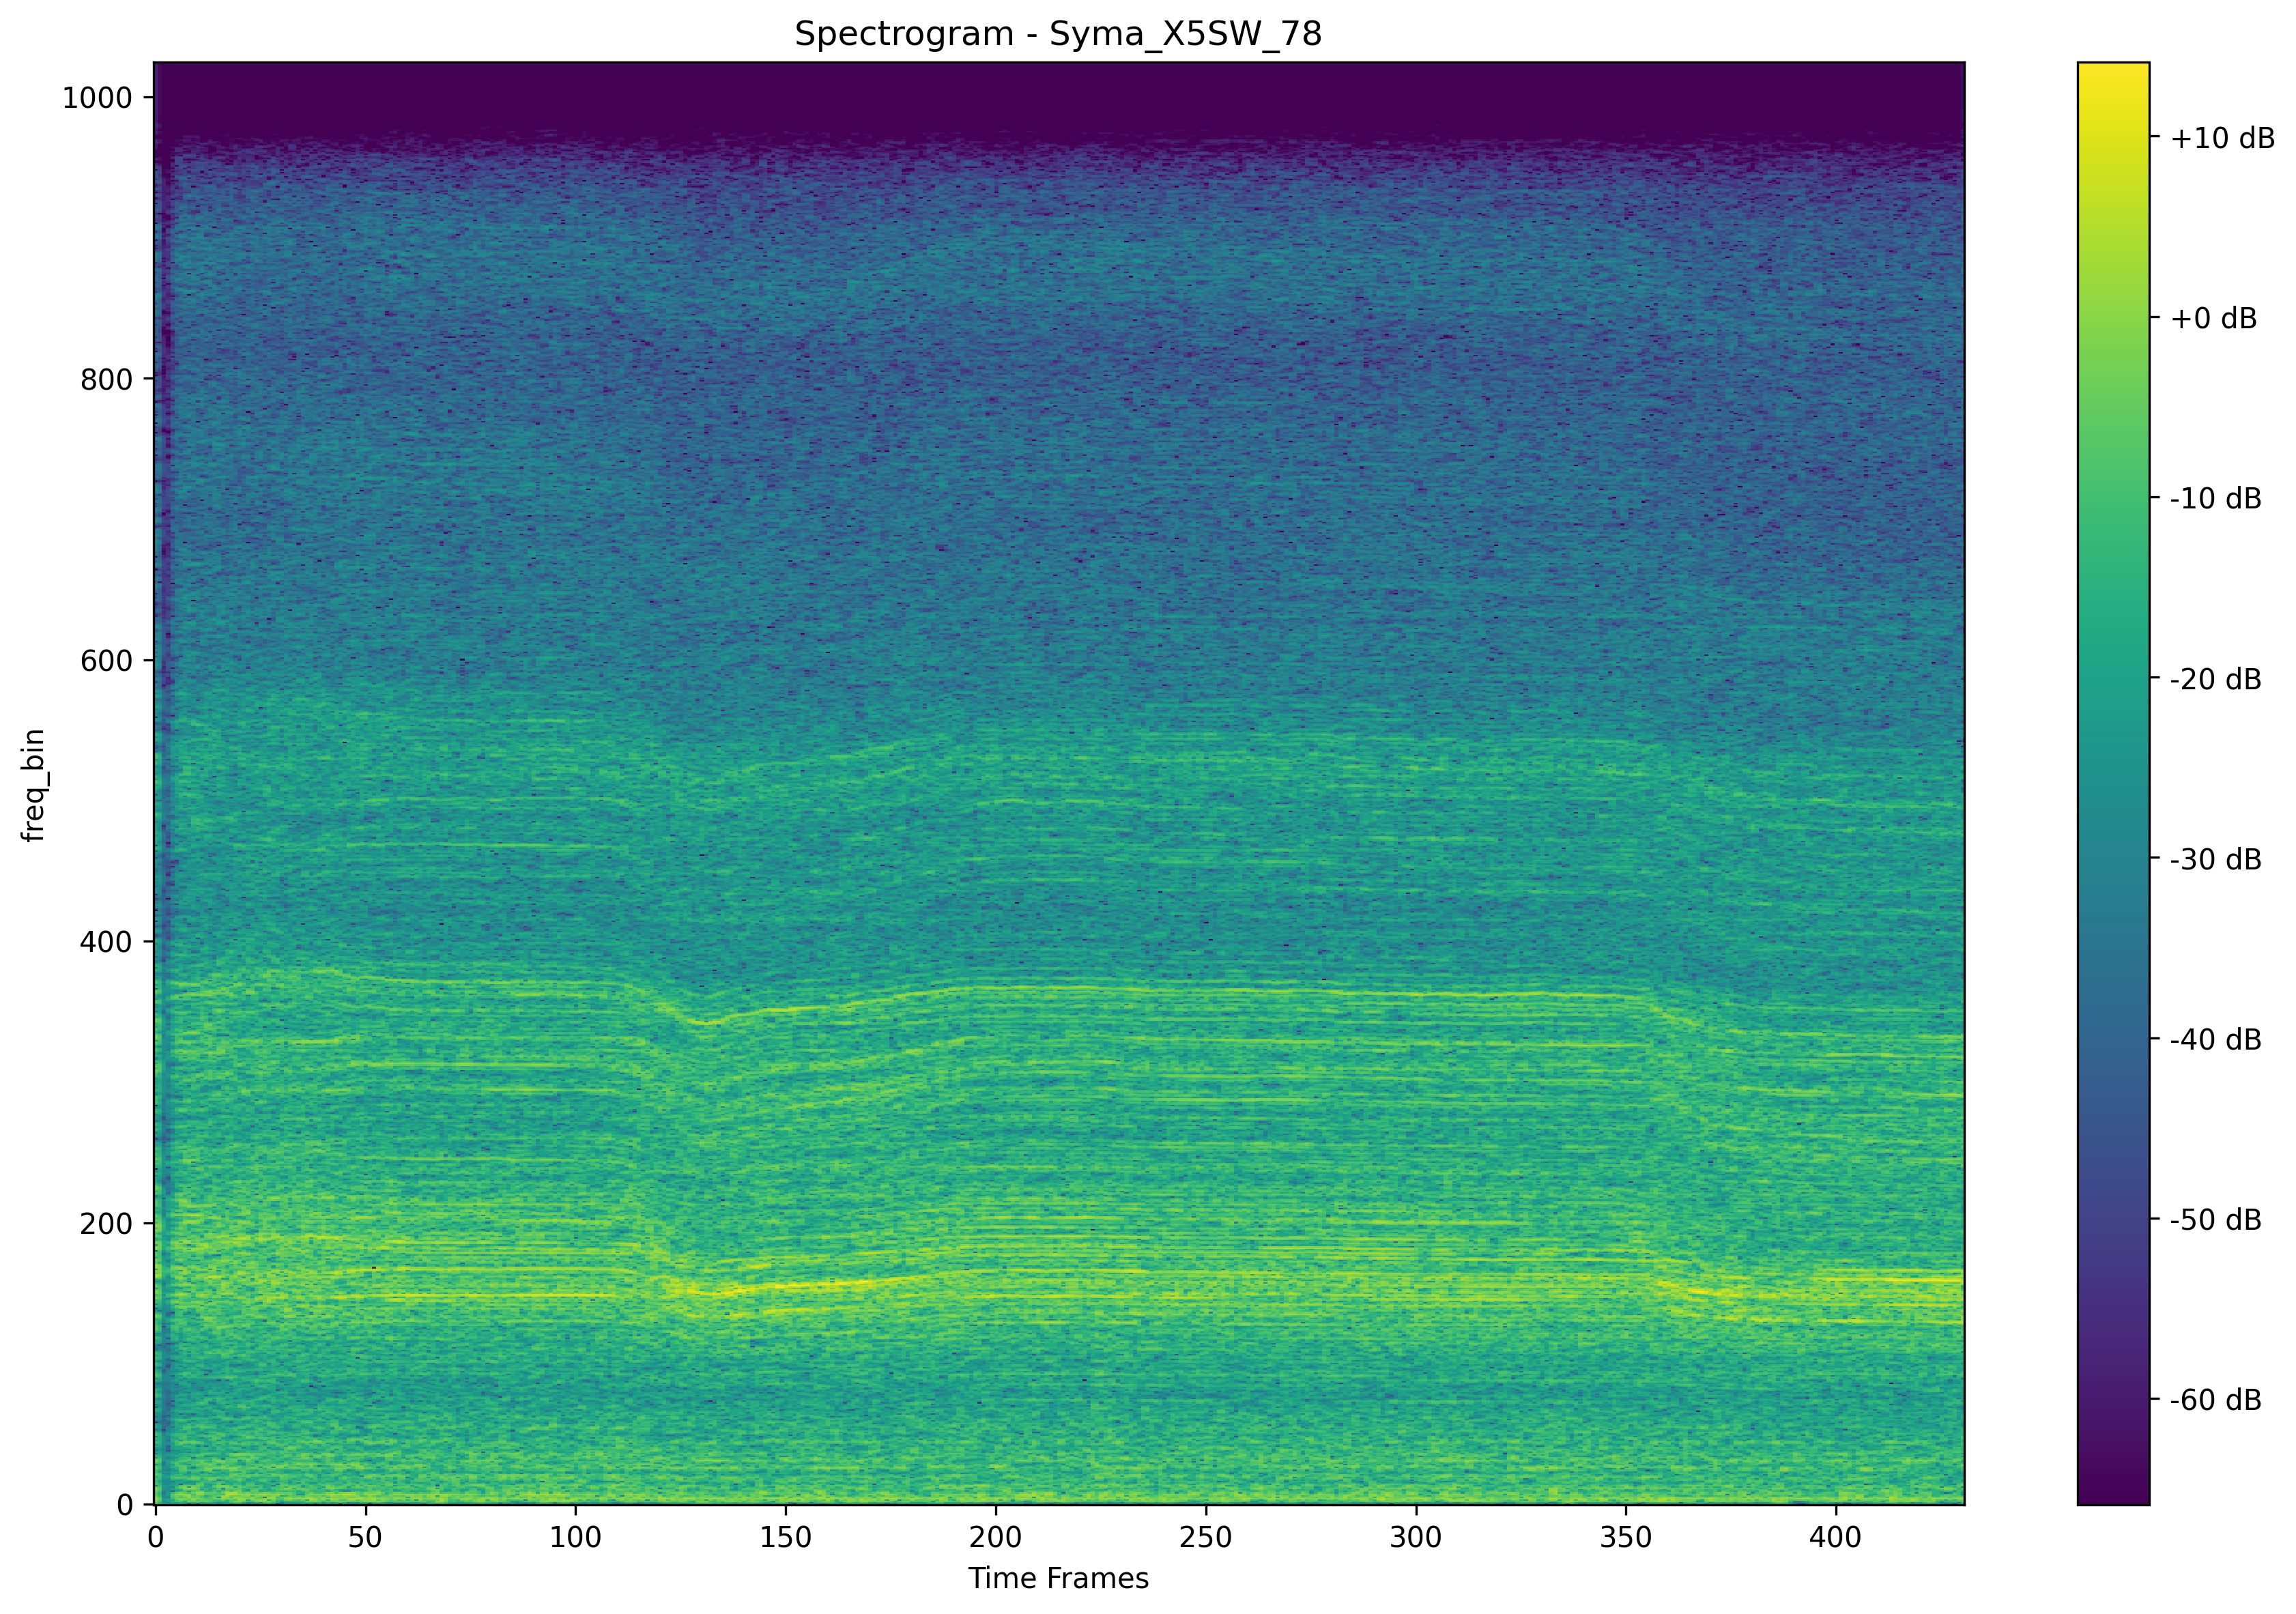 Spectrogram - Syma_X5SW_78
1000
800
600
400
200
0
freq_bin
0 50 100 150 200 250 300 350 400
Time Frames
+10 dB
+0 dB
-10 dB
-20 dB
-30 dB
-40 dB
-50 dB
-60 dB